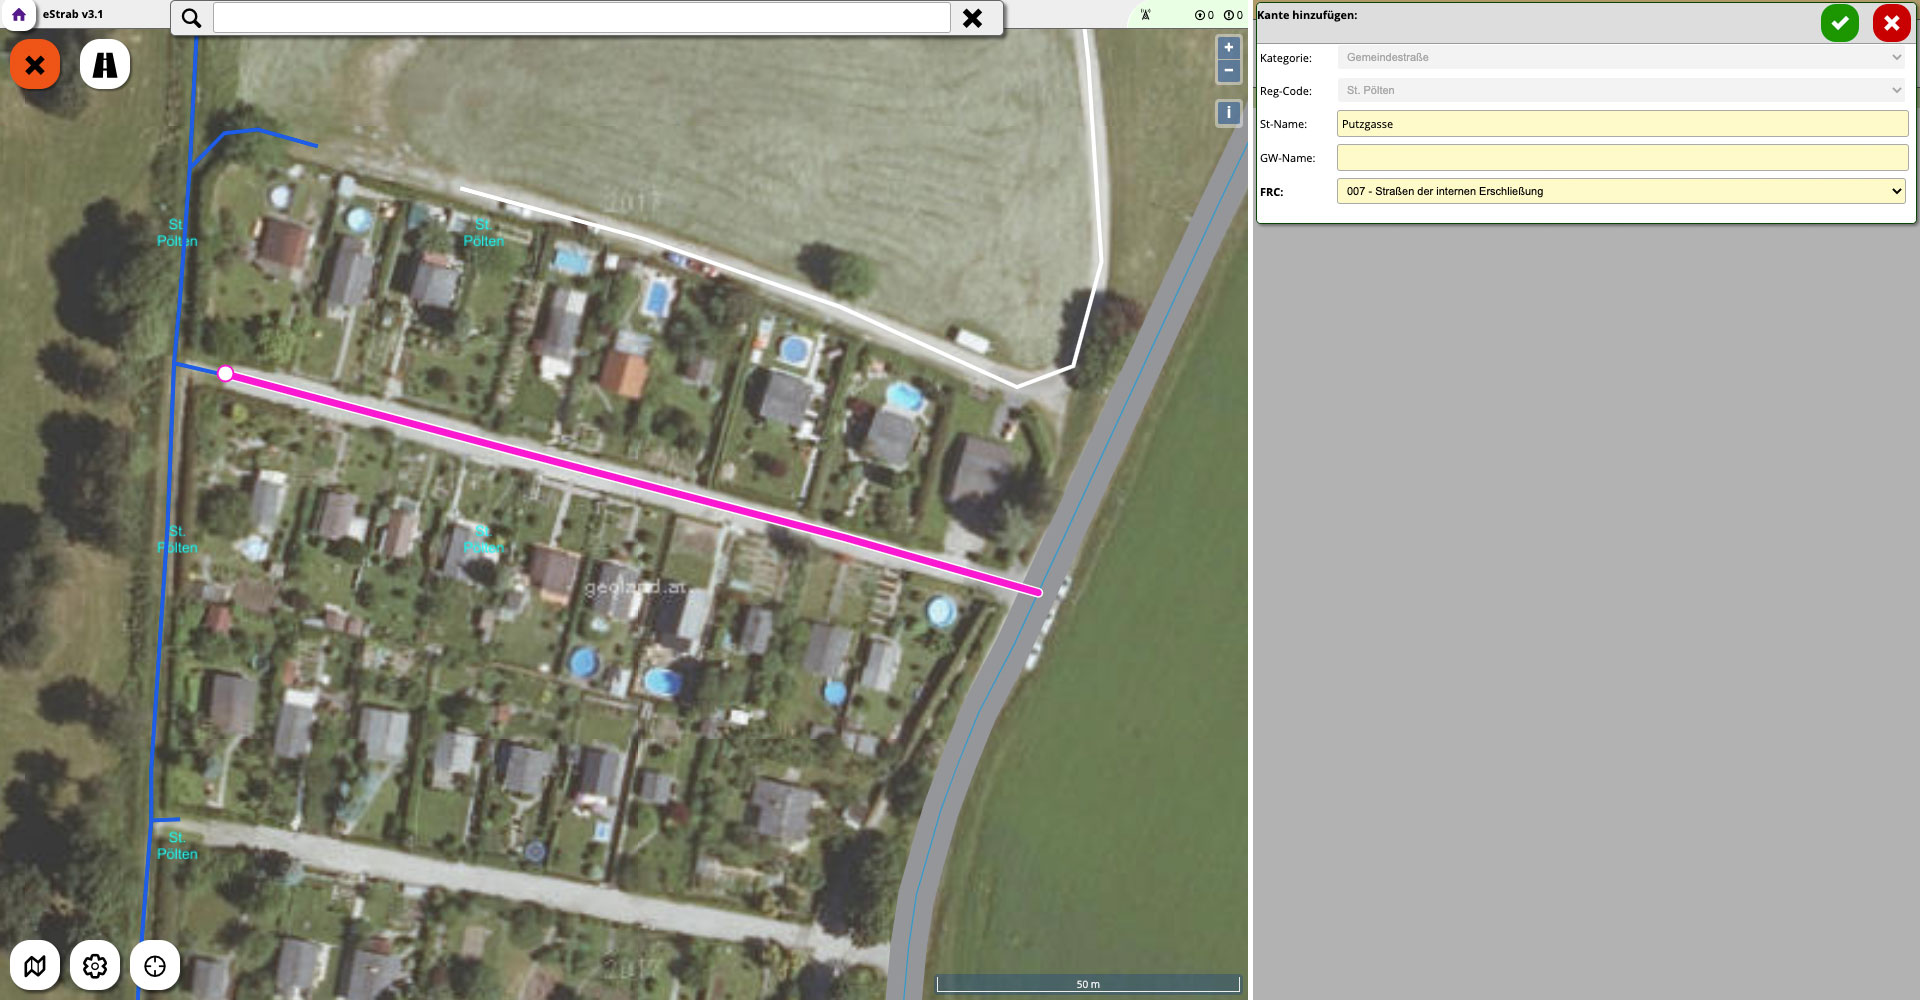 eStrab v3.1
0
0
+
−
i
2017
St.
Pölten
St.
Pölten
St.
Pölten
St.
Pölten
geoland.at
St.
Pölten
2017
50 m
Kante hinzufügen:
Kategorie:
Gemeindestraße
Reg-Code:
St. Pölten
St-Name:
Putzgasse
GW-Name:
FRC:
007 - Straßen der internen Erschließung